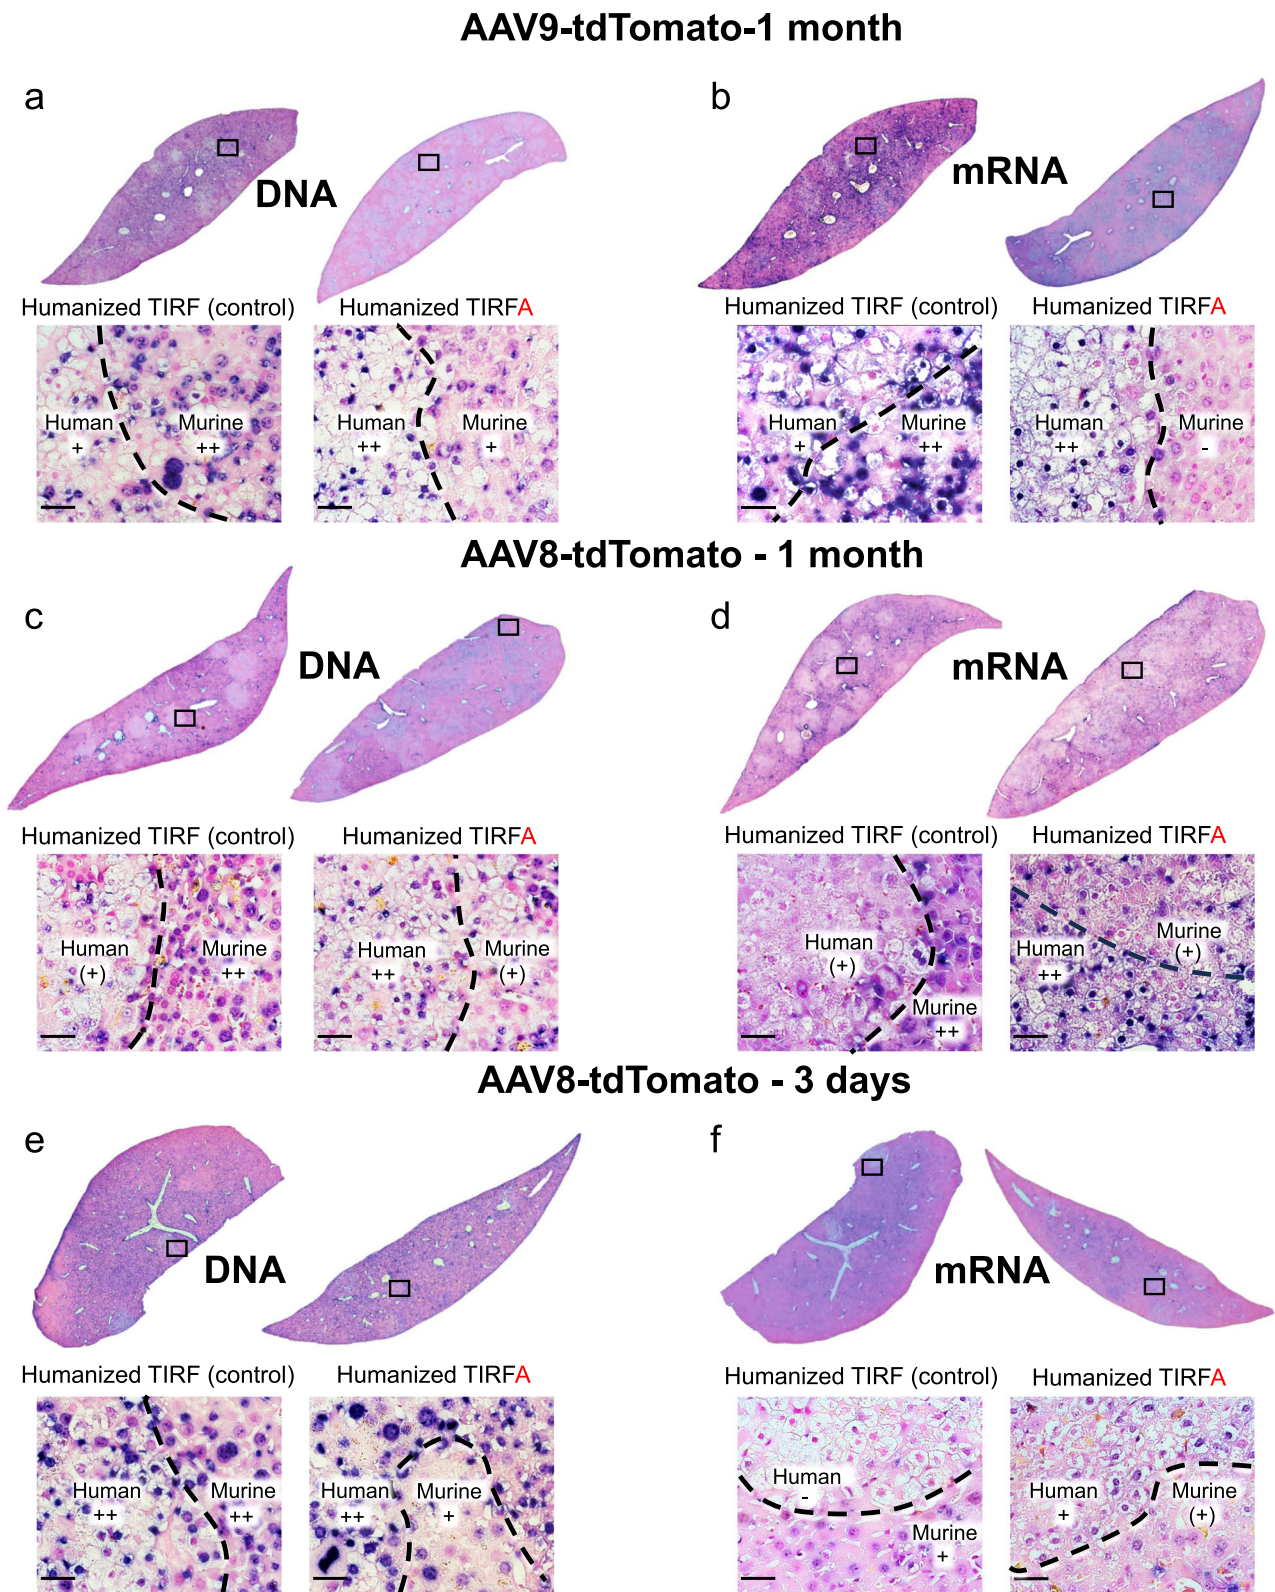 AAV9-tdTomato-1 month
a
b
DNA
mRNA
Humanized TIRF (control)
Humanized TIRFA
Humanized TIRF (control)
Humanized TIRFA
Human
+
Murine
++
Human
++
Murine
+
Human
+
Murine
++
Human
++
Murine
-
AAV8-tdTomato - 1 month
c
d
DNA
mRNA
Humanized TIRF (control)
Humanized TIRFA
Humanized TIRF (control)
Humanized TIRFA
Human
(+)
Murine
++
Human
++
Murine
(+)
Human
(+)
Murine
++
Human
++
Murine
(+)
AAV8-tdTomato - 3 days
e
f
DNA
mRNA
Humanized TIRF (control)
Humanized TIRFA
Humanized TIRF (control)
Humanized TIRFA
Human
++
Murine
++
Human
++
Murine
+
Human
-
Murine
+
Human
+
Murine
(+)